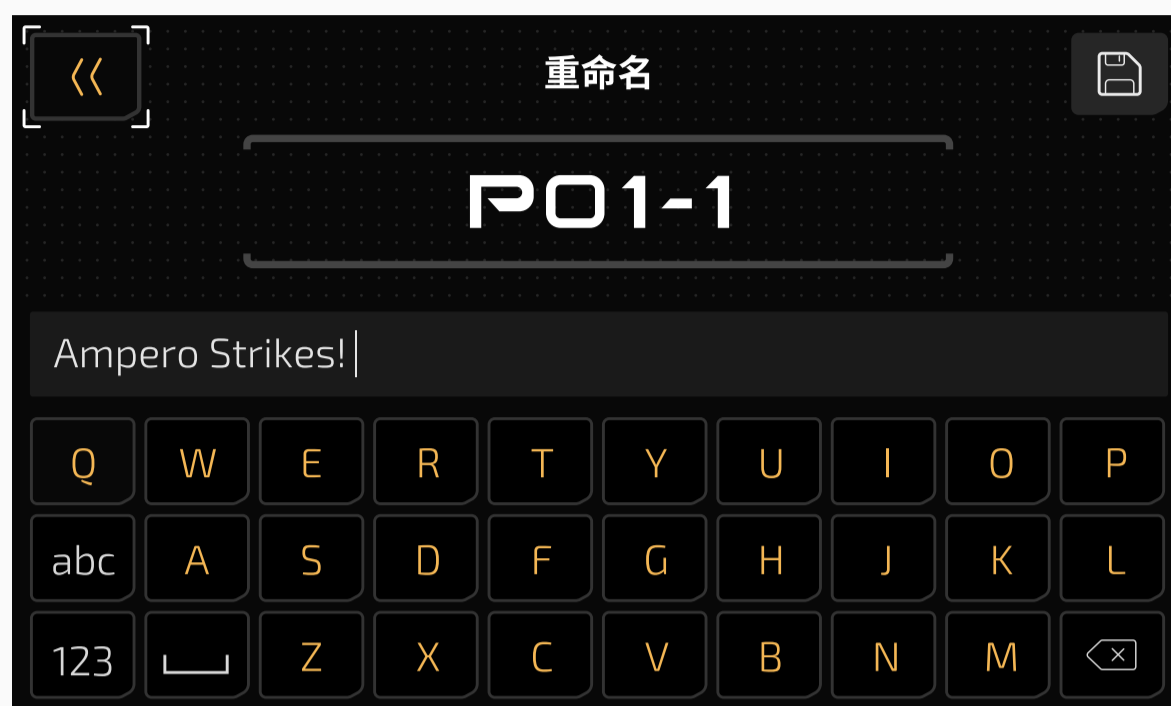 重命名
P01-1
Ampero Strikes!
Q W E R T Y U I O P
abc A S D F G H J K L
123 Z X C V B N M